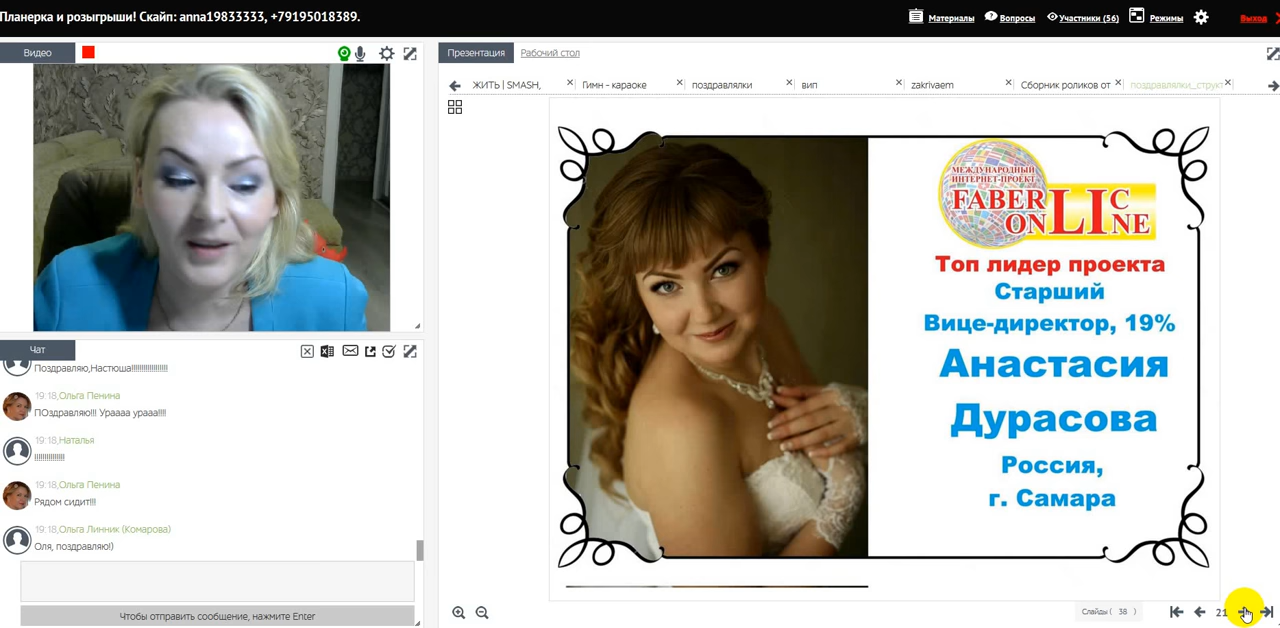 Планерка и розыгрыши! Скайп: anna19833333, +79195018389.
Материалы
Вопросы
Участники (56)
Режимы
Выход
Видео
Презентация
Рабочий стол
ЖИТЬ | SMASH,
Гимн - караоке
поздравлялки
вип
zakrivaem
Сборник роликов от
поздравлялки_структ
МЕЖДУНАРОДНЫЙ
ИНТЕРНЕТ-ПРОЕКТ
FABERLIC
ONLINE
Топ лидер проекта
Старший
Вице-директор, 19%
Анастасия
Дурасова
Россия,
г. Самара
Чат
Поздравляю,Настюша!!!!!!!!!!!!!!!!!!
19:18,Ольга Пенина
ПОздравляю!!! Ураааа урааа!!!!
19:18,Наталья
!!!!!!!!!!!!!!!
19:18,Ольга Пенина
Рядом сидит!!!
19:18,Ольга Линник (Комарова)
Оля, поздравляю!)
Чтобы отправить сообщение, нажмите Enter
Слайды ( 38 )
21